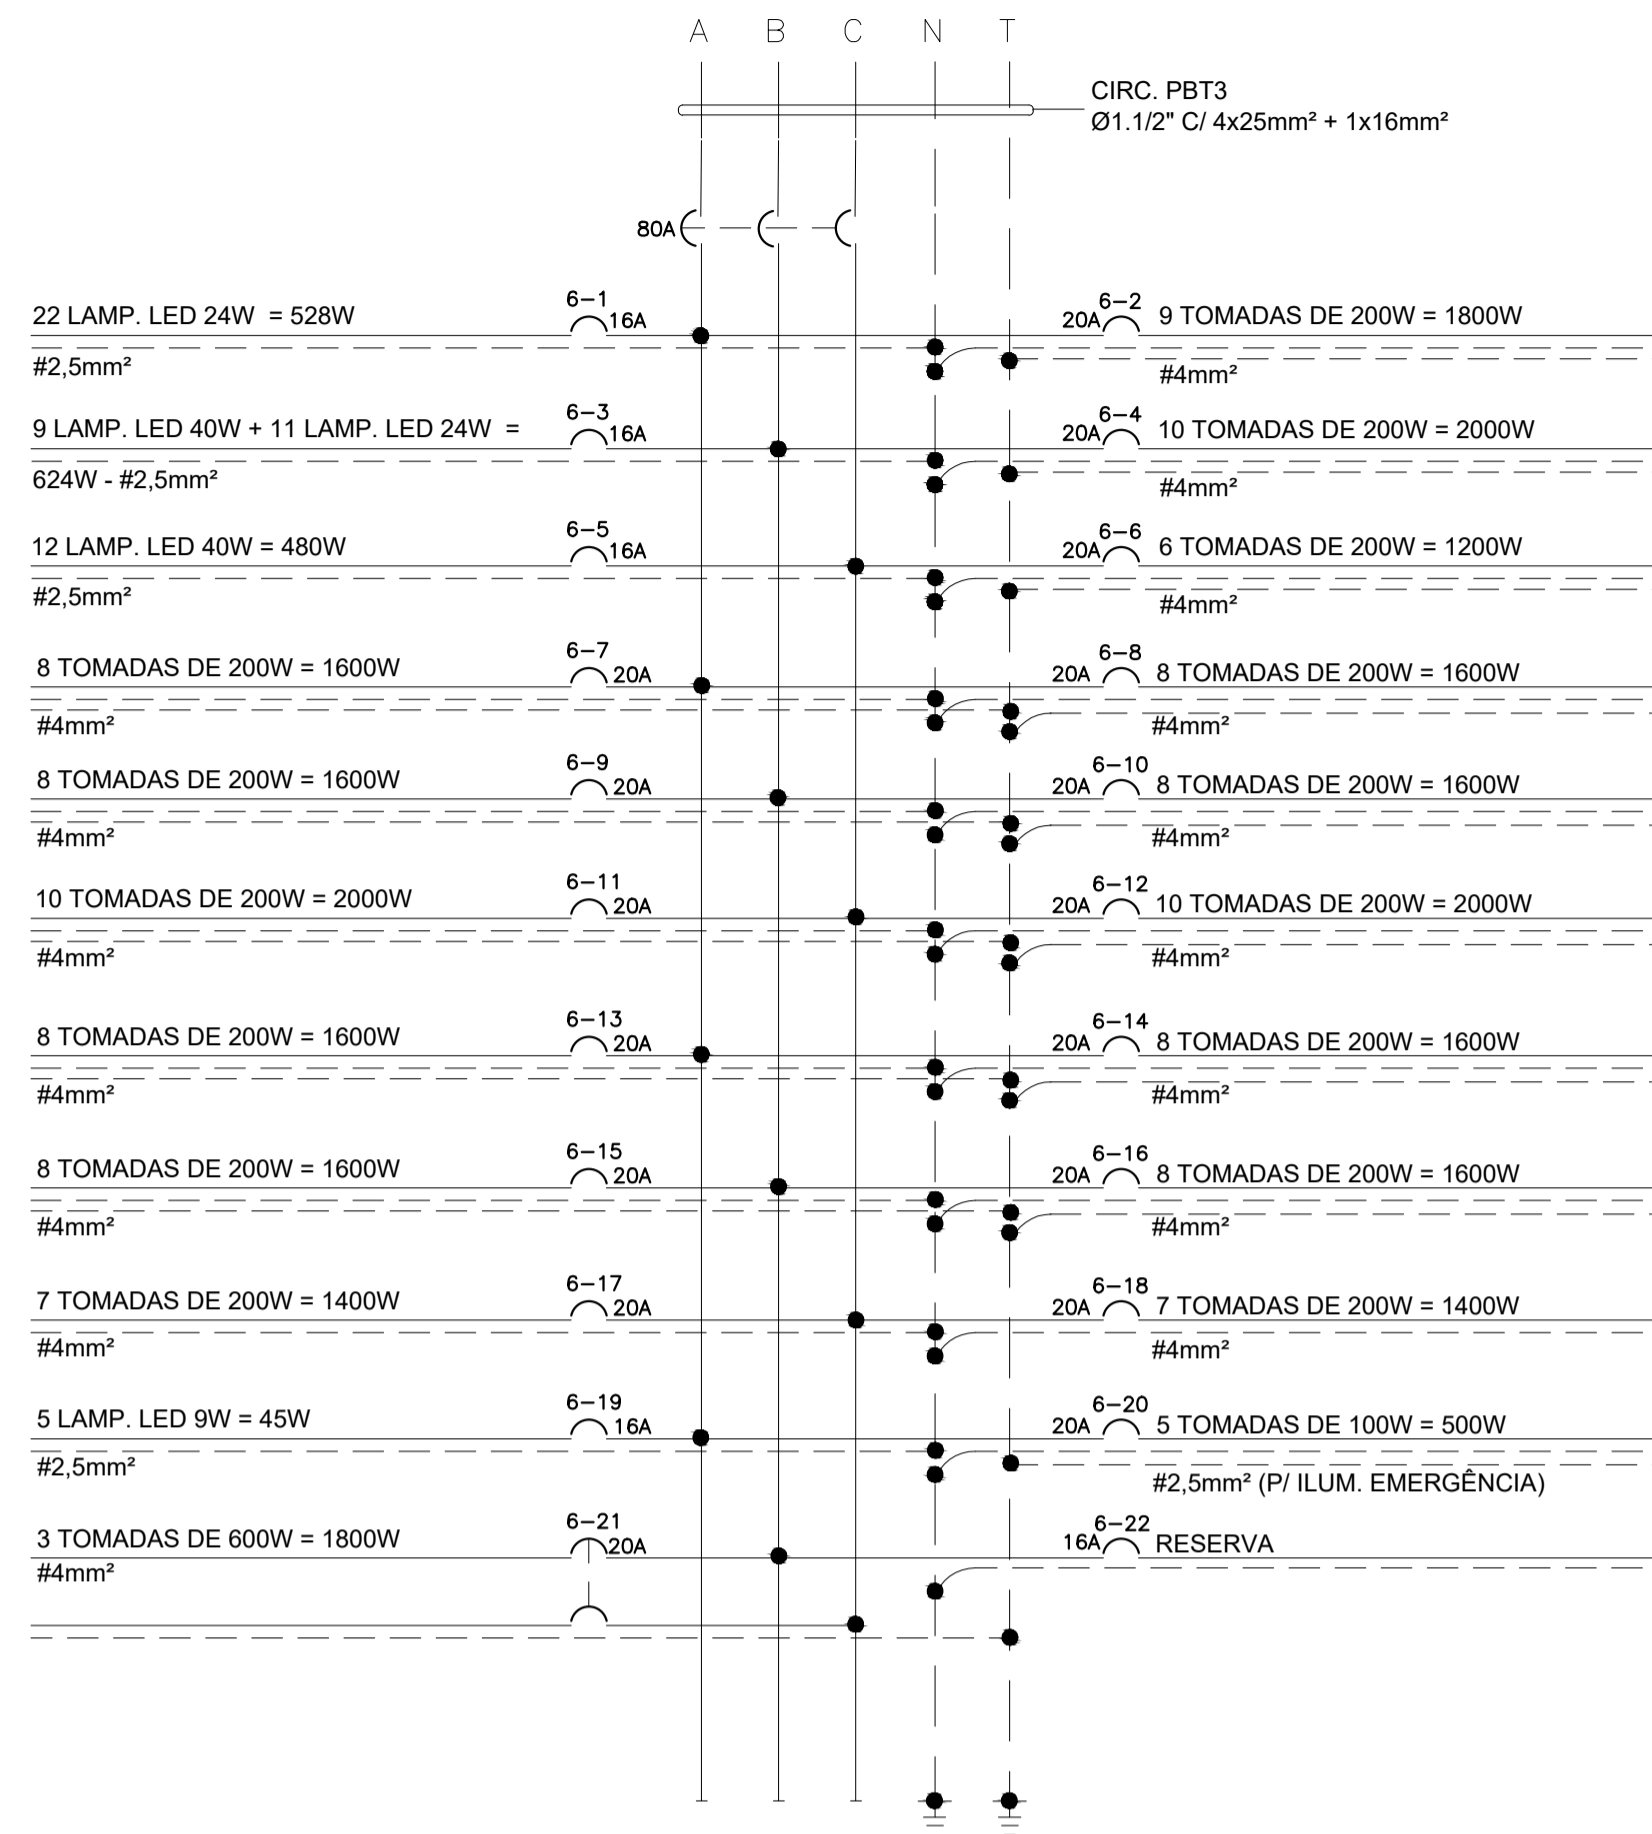 A B C N T
CIRC. PBT3
Ø1.1/2" C/ 4x25mm² + 1x16mm²
80A
22 LAMP. LED 24W = 528W
6-1
16A
#2,5mm²
20A
6-2
9 TOMADAS DE 200W = 1800W
#4mm²
9 LAMP. LED 40W + 11 LAMP. LED 24W =
6-3
16A
624W - #2,5mm²
20A
6-4
10 TOMADAS DE 200W = 2000W
#4mm²
12 LAMP. LED 40W = 480W
6-5
16A
#2,5mm²
20A
6-6
6 TOMADAS DE 200W = 1200W
#4mm²
8 TOMADAS DE 200W = 1600W
6-7
20A
#4mm²
20A
6-8
8 TOMADAS DE 200W = 1600W
#4mm²
8 TOMADAS DE 200W = 1600W
6-9
20A
#4mm²
20A
6-10
8 TOMADAS DE 200W = 1600W
#4mm²
10 TOMADAS DE 200W = 2000W
6-11
20A
#4mm²
20A
6-12
10 TOMADAS DE 200W = 2000W
#4mm²
8 TOMADAS DE 200W = 1600W
6-13
20A
#4mm²
20A
6-14
8 TOMADAS DE 200W = 1600W
#4mm²
8 TOMADAS DE 200W = 1600W
6-15
20A
#4mm²
20A
6-16
8 TOMADAS DE 200W = 1600W
#4mm²
7 TOMADAS DE 200W = 1400W
6-17
20A
#4mm²
20A
6-18
7 TOMADAS DE 200W = 1400W
#4mm²
5 LAMP. LED 9W = 45W
6-19
16A
#2,5mm²
20A
6-20
5 TOMADAS DE 100W = 500W
#2,5mm² (P/ ILUM. EMERGÊNCIA)
3 TOMADAS DE 600W = 1800W
6-21
20A
#4mm²
16A
6-22
RESERVA